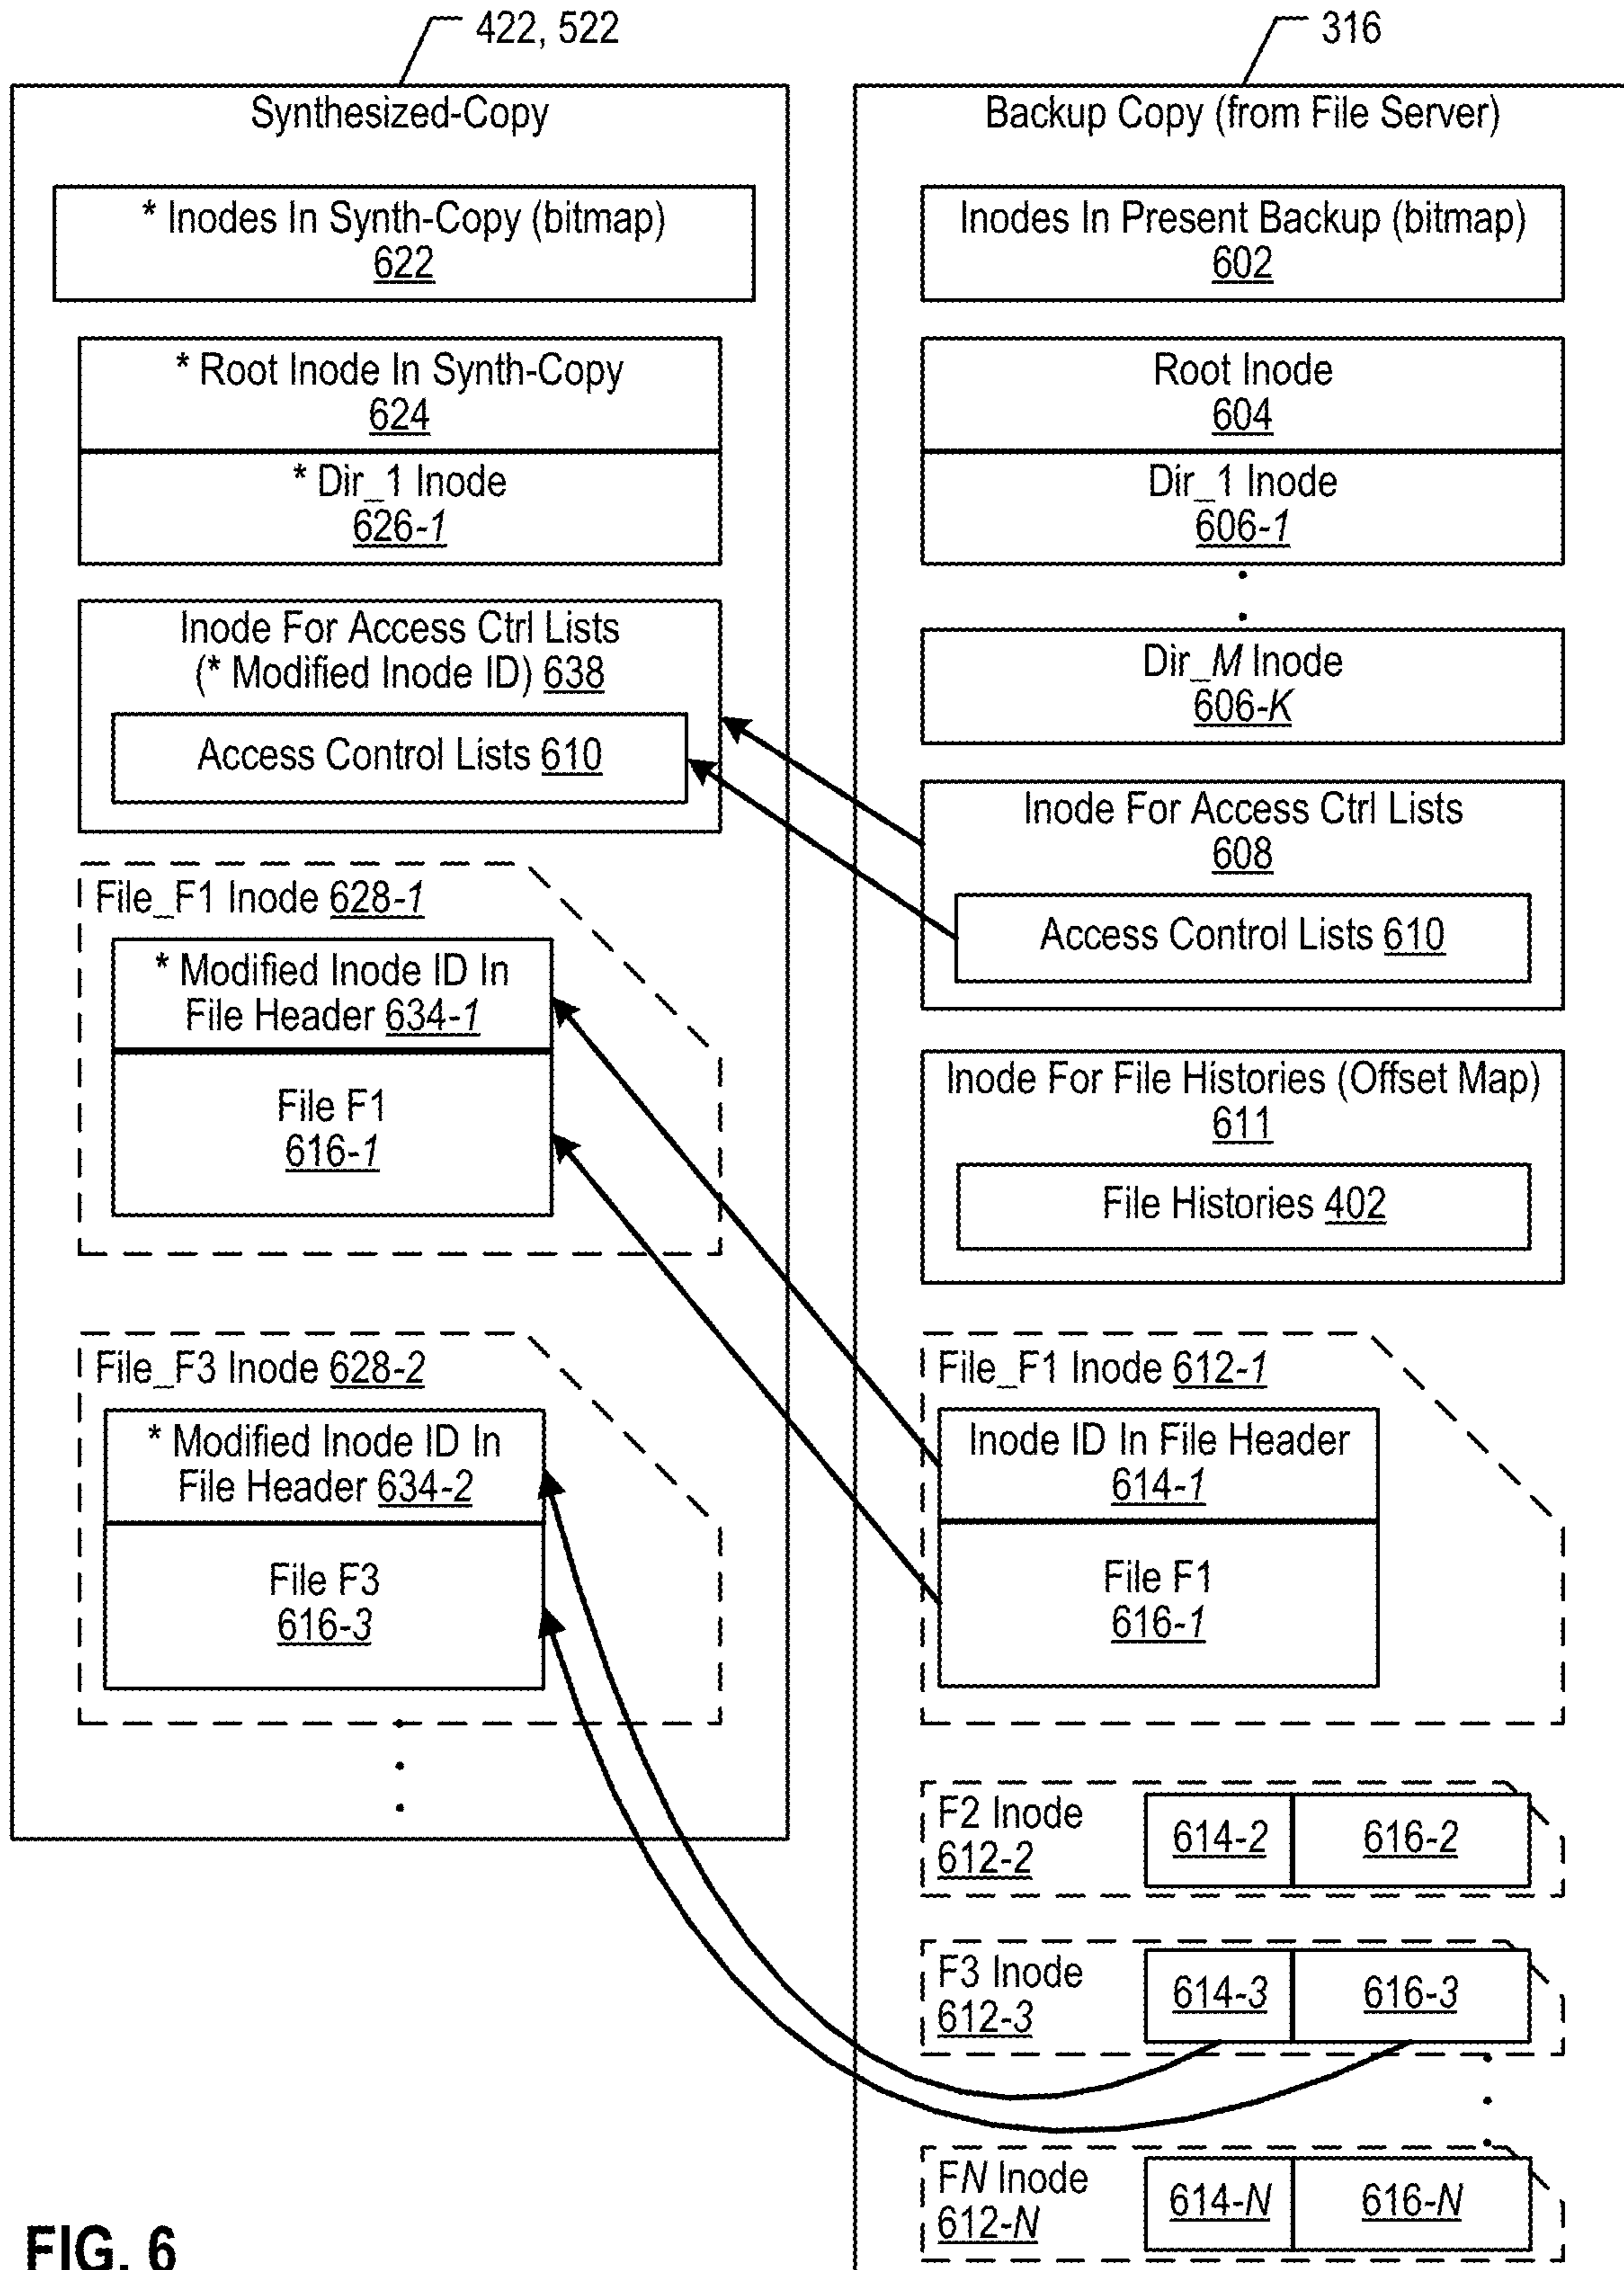 422, 522
Synthesized-Copy
* Inodes In Synth-Copy (bitmap)
622
* Root Inode In Synth-Copy
624
* Dir_1 Inode
626-1
Inode For Access Ctrl Lists
(* Modified Inode ID) 638
Access Control Lists 610
File_F1 Inode 628-1
* Modified Inode ID In
File Header 634-1
File F1
616-1
File_F3 Inode 628-2
* Modified Inode ID In
File Header 634-2
File F3
616-3
316
Backup Copy (from File Server)
Inodes In Present Backup (bitmap)
602
Root Inode
604
Dir_1 Inode
606-1
Dir_M Inode
606-K
Inode For Access Ctrl Lists
608
Access Control Lists 610
Inode For File Histories (Offset Map)
611
File Histories 402
File_F1 Inode 612-1
Inode ID In File Header
614-1
File F1
616-1
F2 Inode
612-2
614-2
616-2
F3 Inode
612-3
614-3
616-3
FN Inode
612-N
614-N
616-N
FIG. 6